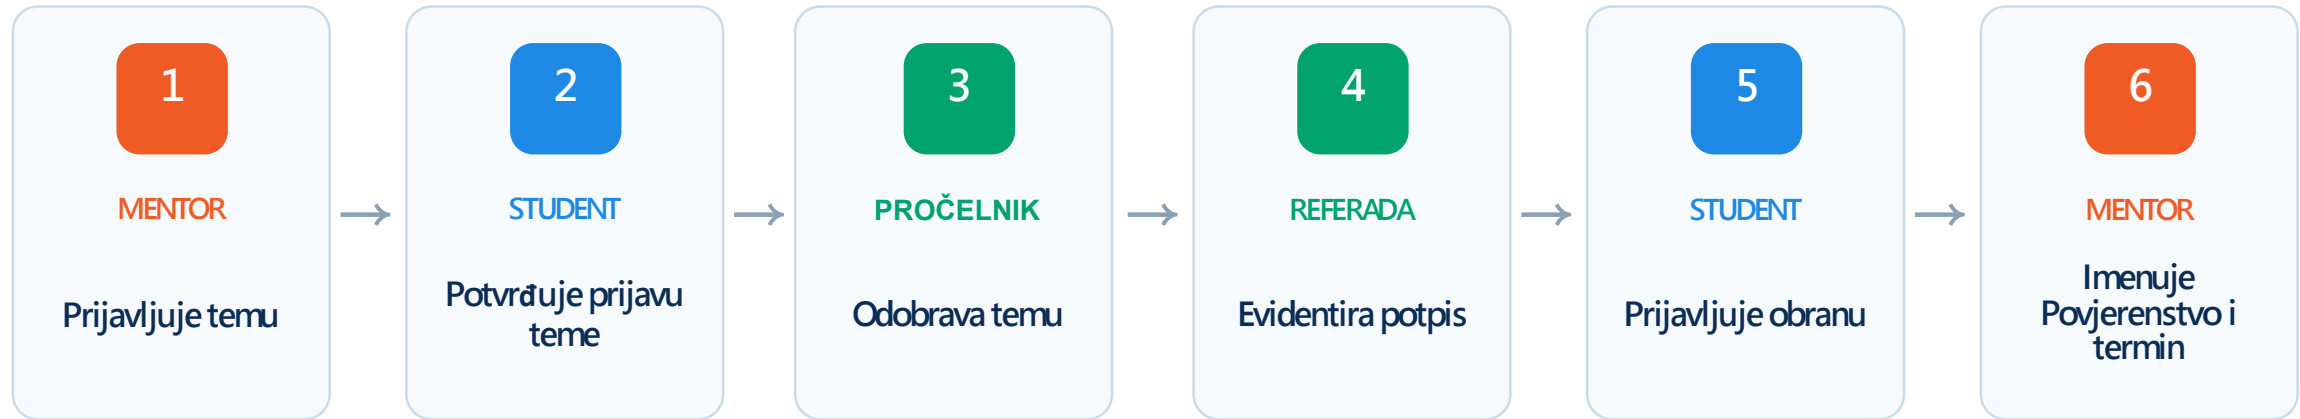 1
MENTOR
Prijavljuje temu
2
STUDENT
Potvrđuje prijavu
teme
3
PROČELNIK
Odobrava temu
4
REFERADA
Evidentira potpis
5
STUDENT
Prijavljuje obranu
6
MENTOR
Imenuje
Povjerenstvo i
termin